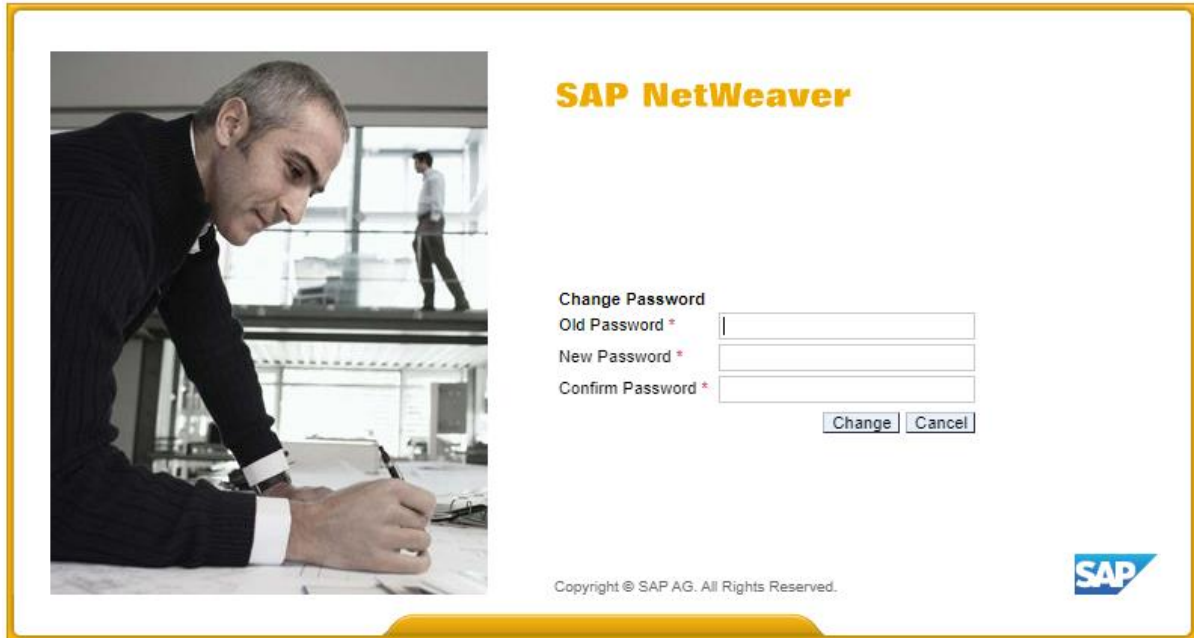 SAP NetWeaver
Change Password
Old Password *
New Password *
Confirm Password *
Change Cancel
Copyright © SAP AG. All Rights Reserved.
SAP